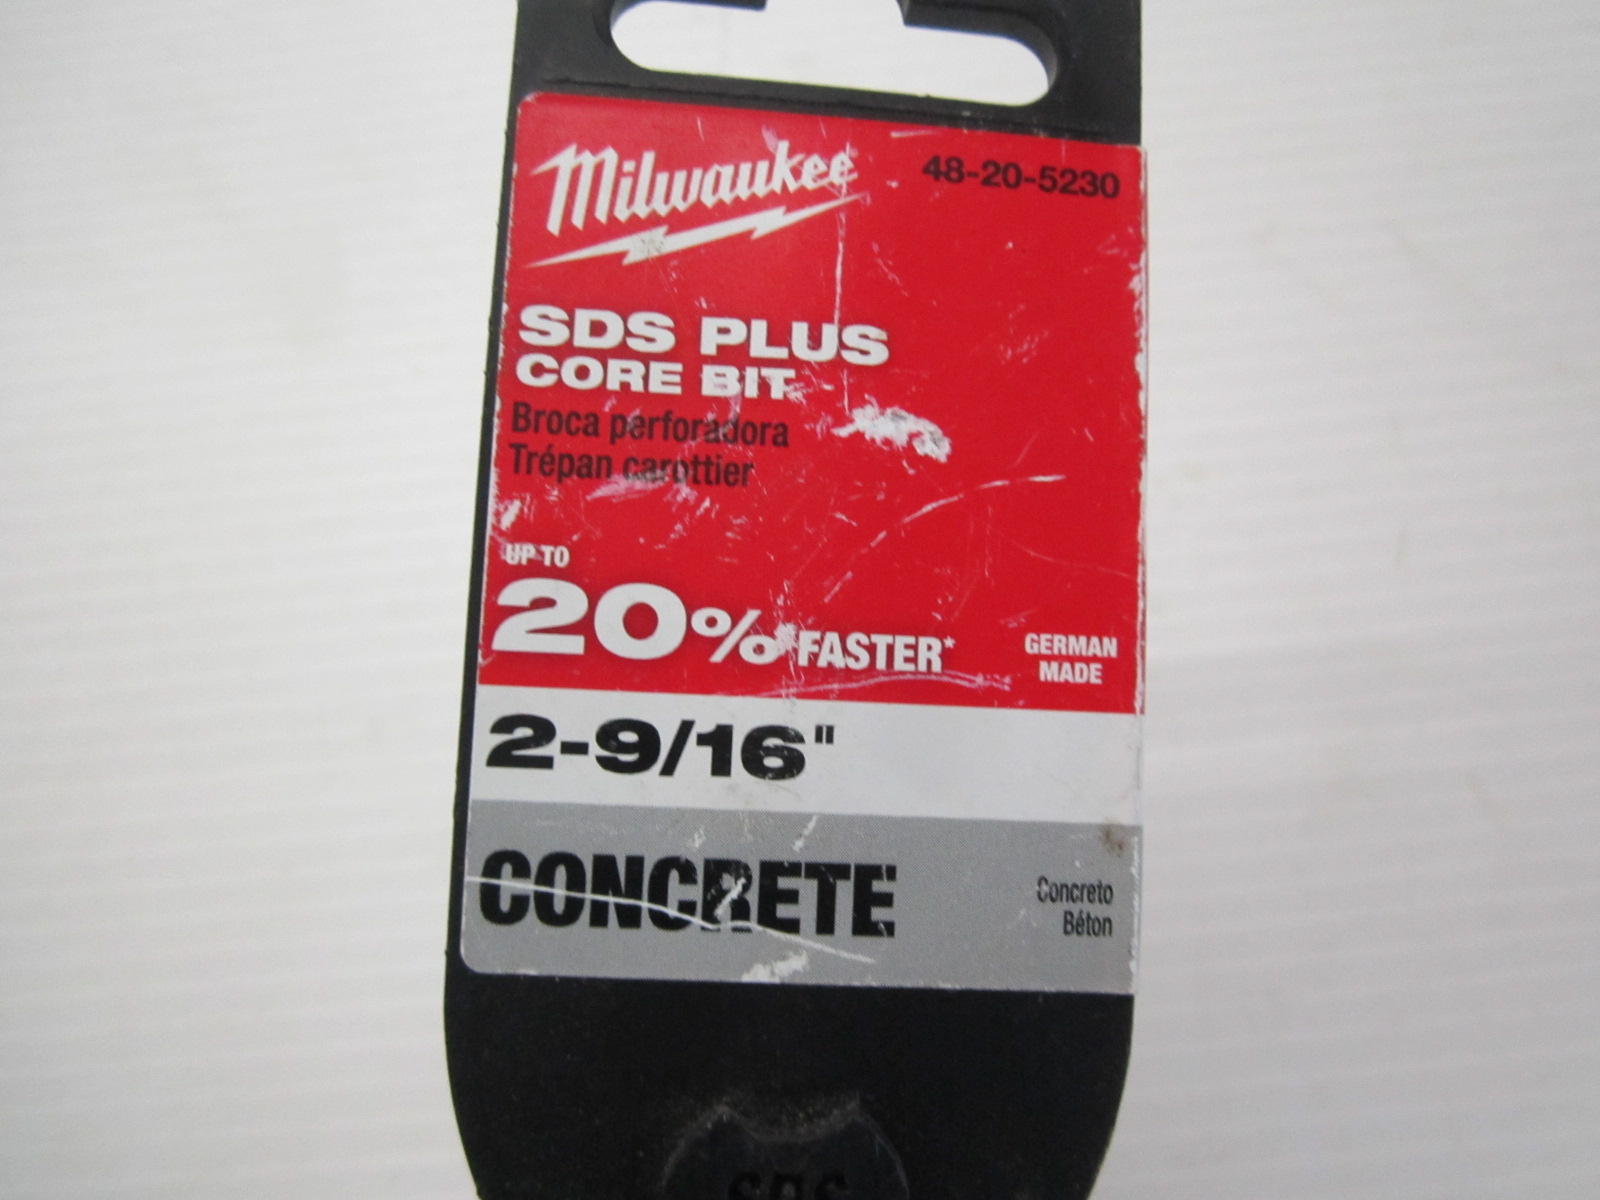 Milwaukee
48-20-5230
SDS PLUS
CORE BIT
Broca perforadora
Trépan carottier
UP TO
20% FASTER*
GERMAN
MADE
2-9/16"
CONCRETE
Concreto
Béton
SDS